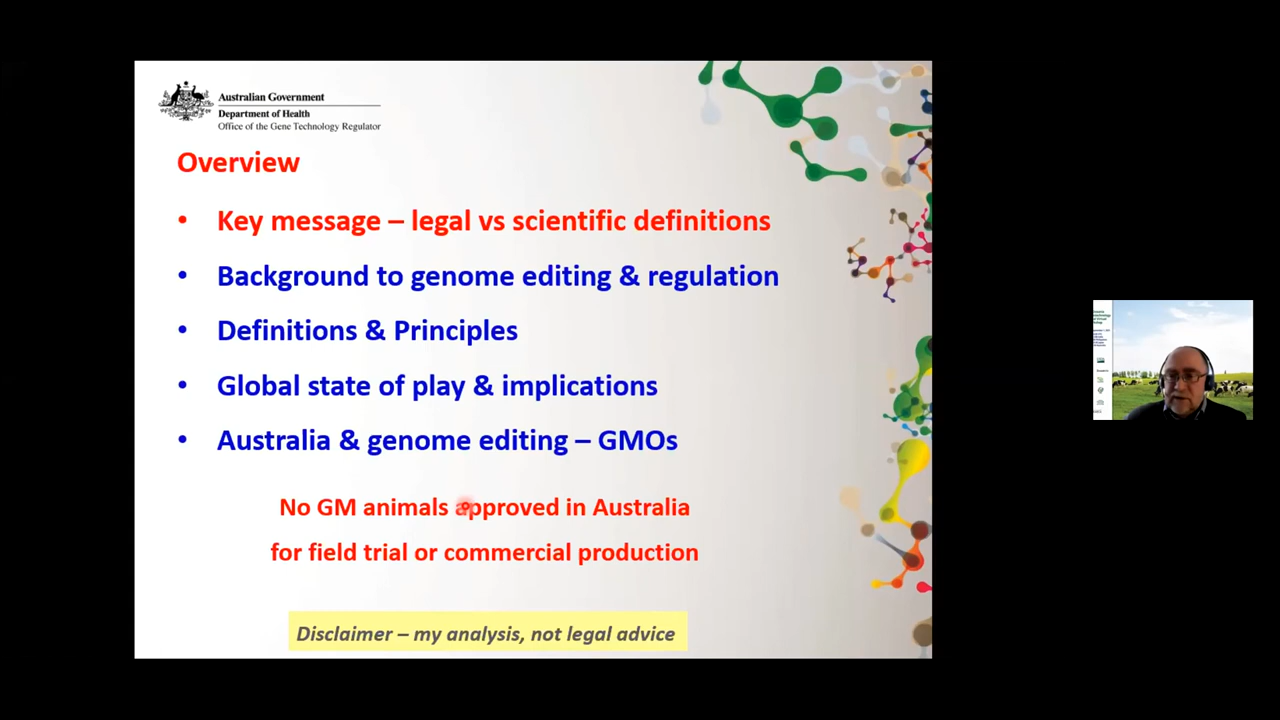 Australian Government
Department of Health
Office of the Gene Technology Regulator
Overview
• Key message – legal vs scientific definitions
• Background to genome editing & regulation
• Definitions & Principles
• Global state of play & implications
• Australia & genome editing – GMOs
No GM animals approved in Australia
for field trial or commercial production
Disclaimer – my analysis, not legal advice